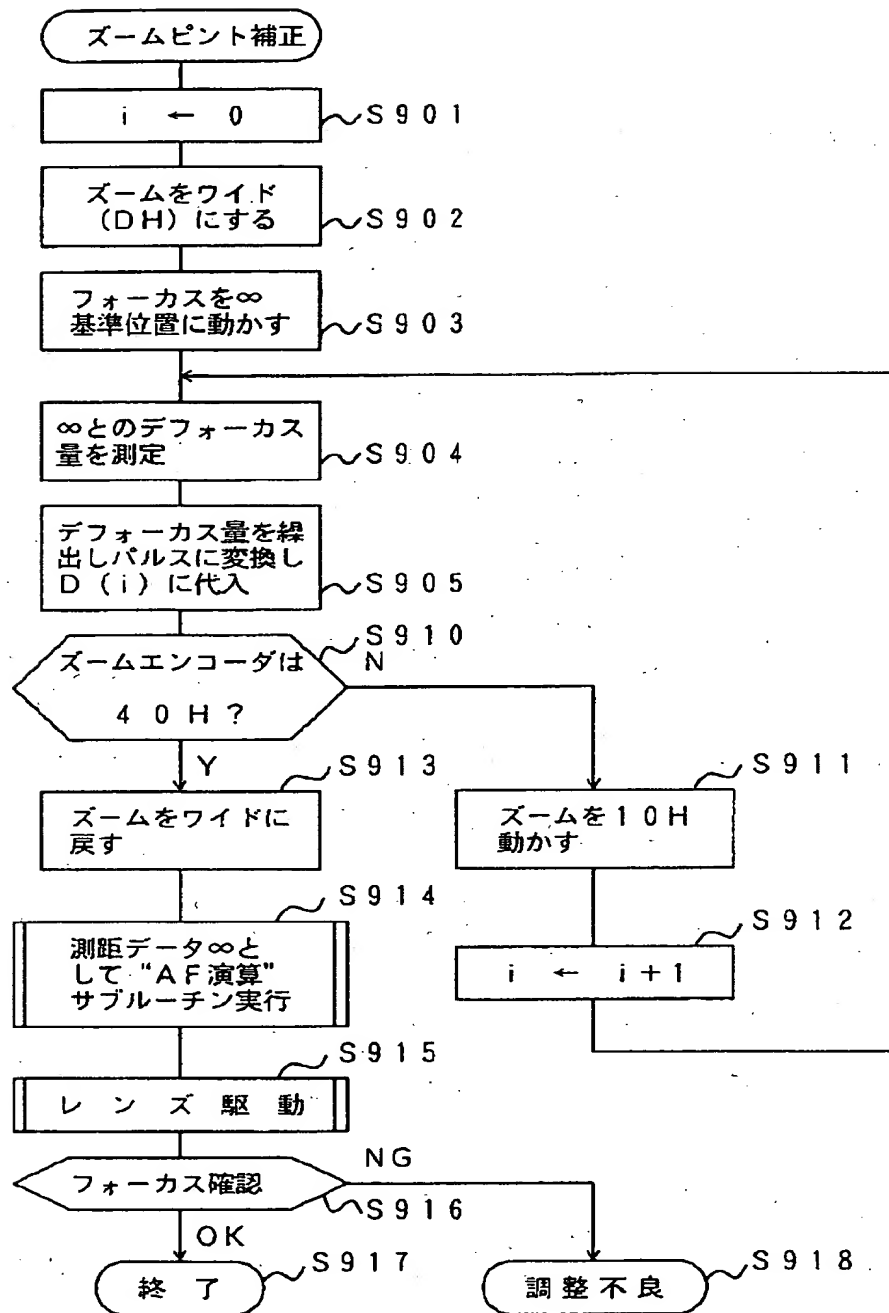 ズームピント補正
i ← 0
S901
ズームをワイド
(DH)にする
S902
フォーカスを∞
基準位置に動かす
S903
∞とのデフォーカス
量を測定
S904
デフォーカス量を繰
出しパルスに変換し
D(i)に代入
S905
S910
ズームエンコーダは
40H?
N
Y
S913
ズームをワイドに
戻す
S911
ズームを10H
動かす
S914
測距データ∞と
して“AF演算”
サブルーチン実行
S912
i ← i+1
S915
レンズ駆動
フォーカス確認
NG
S916
OK
S917
終了
S918
調整不良